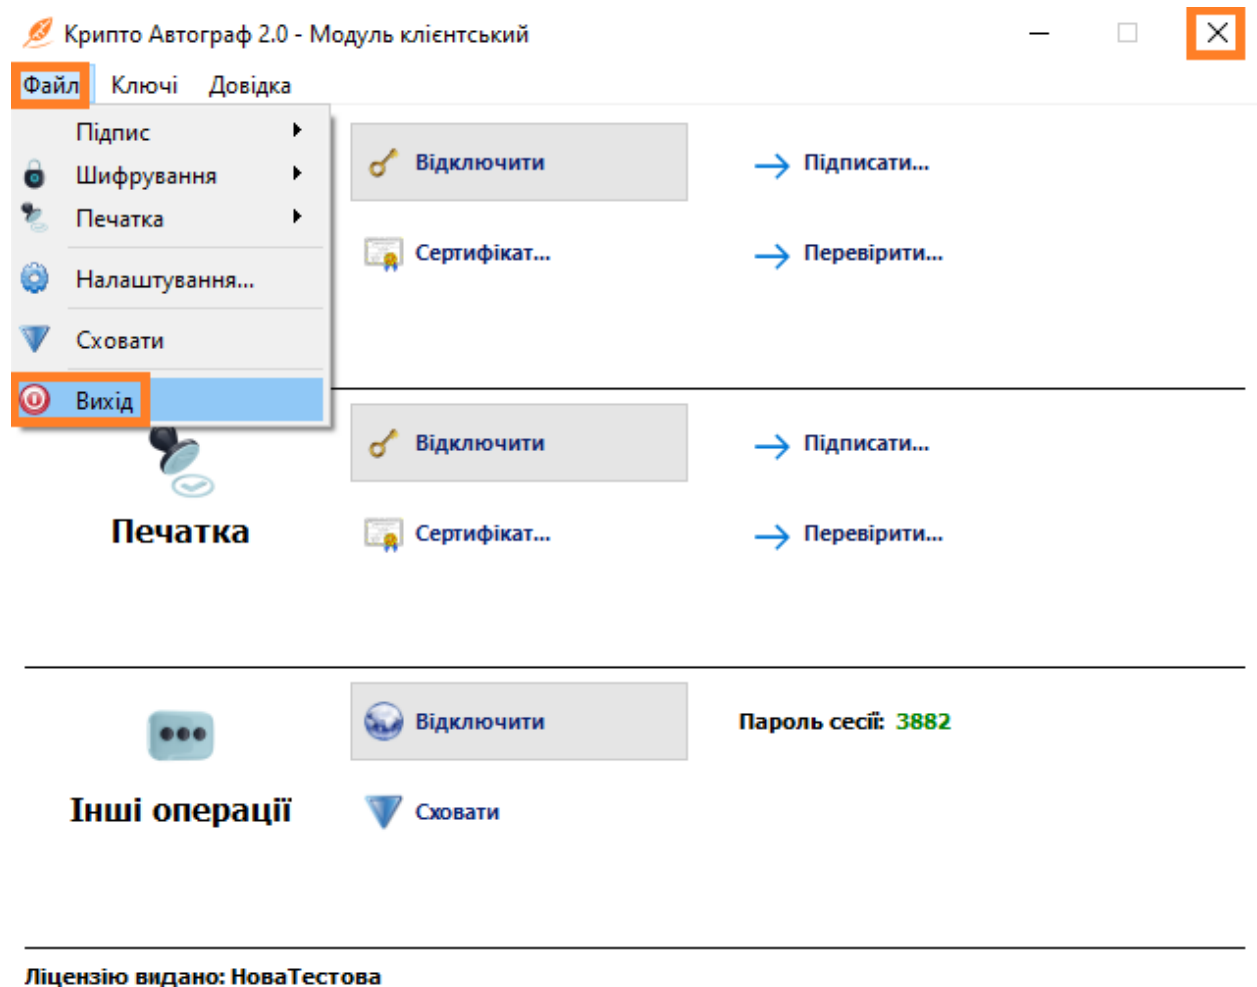 Крипто Автограф 2.0 - Модуль клієнтський
Файл Ключі Довідка
Підпис
Шифрування
Печатка
Налаштування...
Сховати
Вихід
Відключити
Підписати...
Сертифікат...
Перевірити...
Печатка
Відключити
Підписати...
Сертифікат...
Перевірити...
Інші операції
Відключити
Пароль сесії: 3882
Сховати
Ліцензію видано: НоваТестова